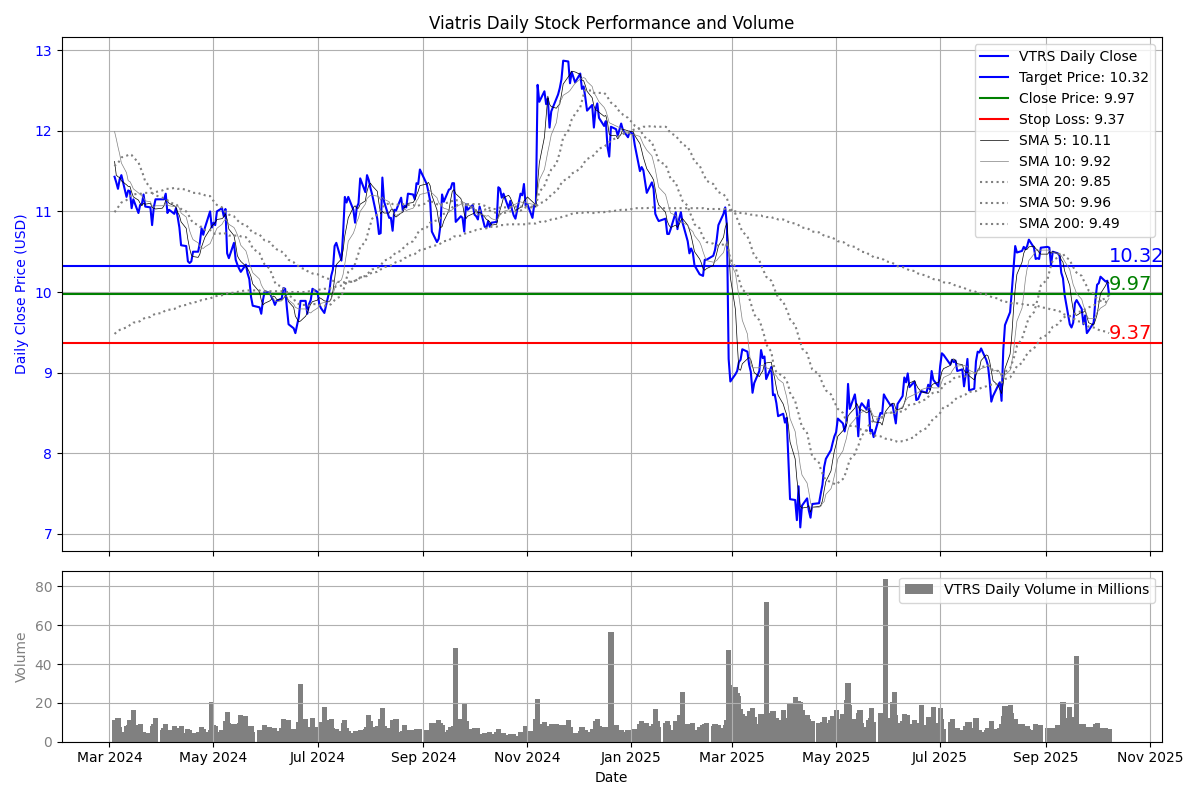 Viatris Daily Stock Performance and Volume
Daily Close Price (USD)
13
12
11
10
9
8
7
VTRS Daily Close
Target Price: 10.32
Close Price: 9.97
Stop Loss: 9.37
SMA 5: 10.11
SMA 10: 9.92
SMA 20: 9.85
SMA 50: 9.96
SMA 200: 9.49
10.32
9.97
9.37
Volume
80
60
40
20
0
VTRS Daily Volume in Millions
Mar 2024 May 2024 Jul 2024 Sep 2024 Nov 2024 Jan 2025 Mar 2025 May 2025 Jul 2025 Sep 2025 Nov 2025
Date